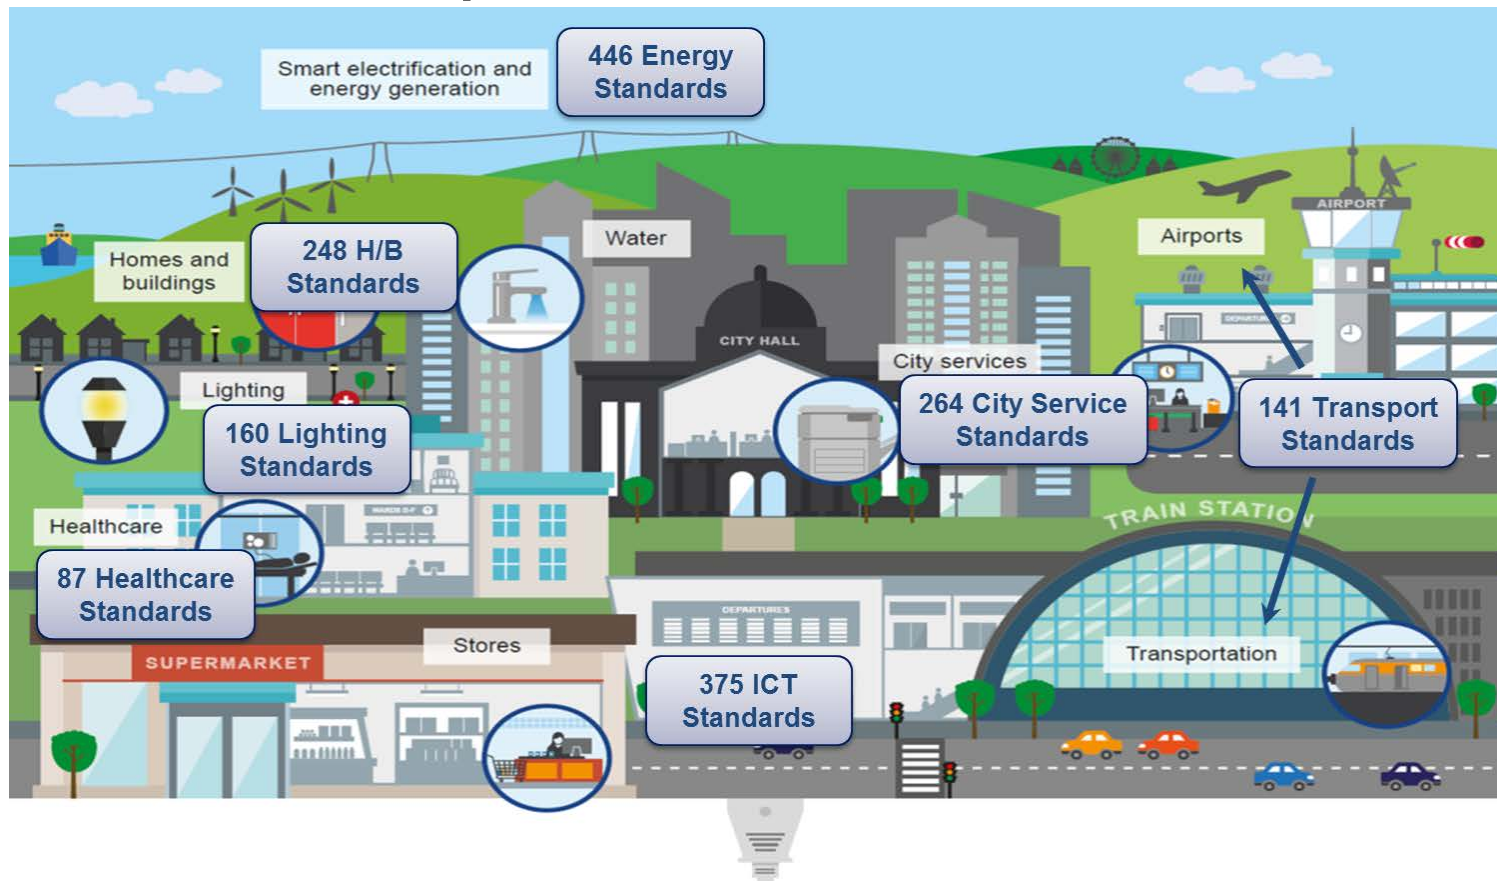 446 Energy
Standards
Smart electrification and
energy generation
AIRPORT
Water
Airports
248 H/B
Standards
Homes and
buildings
DEPARTURES
CITY HALL
City services
Lighting
264 City Service
Standards
141 Transport
Standards
160 Lighting
Standards
WARDS D-F
TRAIN STATION
Healthcare
87 Healthcare
Standards
DEPARTURES
Stores
Transportation
SUPERMARKET
375 ICT
Standards